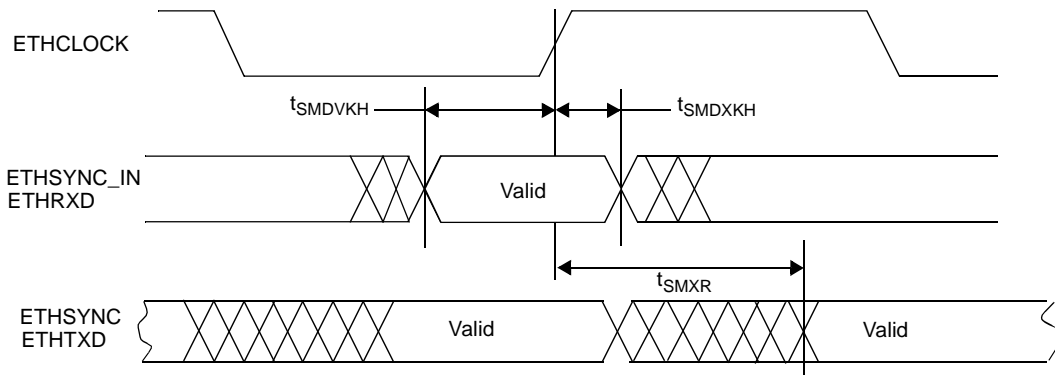 ETHCLOCK
tSMDVKH
tSMDXKH
ETHSYNC_IN
ETHRXD
Valid
tSMXR
ETHSYNC
ETHTXD
Valid
Valid